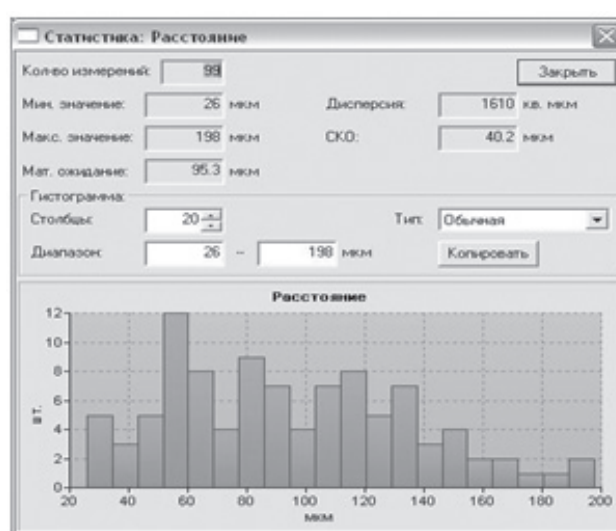 Статистика: Расстояние
Кол-во измерений: 99 Закрыть
Мин. значение: 26 мкм Дисперсия: 1610 кв. мкм
Макс. значение: 198 мкм СКО: 40.2 мкм
Мат. ожидание: 95.3 мкм
Гистограмма:
Столбцы: 20 Тип: Обычная
Диапазон: 26 – 198 мкм Копировать
Расстояние
12
10
8
6
4
2
0
шт.
20 40 60 80 100 120 140 160 180 200
мкм